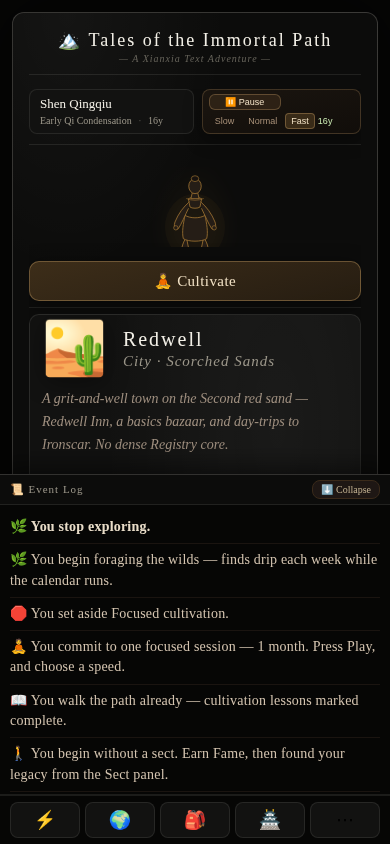 Tales of the Immortal Path
— A Xianxia Text Adventure —
Shen Qingqiu
Early Qi Condensation · 16y
Pause
Slow Normal Fast 16y
Cultivate
Redwell
City · Scorched Sands
A grit-and-well town on the Second red sand —
Redwell Inn, a basics bazaar, and day-trips to
Ironscar. No dense Registry core.
Event Log
Collapse
You stop exploring.
You begin foraging the wilds — finds drip each week while
the calendar runs.
You set aside Focused cultivation.
You commit to one focused session — 1 month. Press Play,
and choose a speed.
You walk the path already — cultivation lessons marked
complete.
You begin without a sect. Earn Fame, then found your
legacy from the Sect panel.